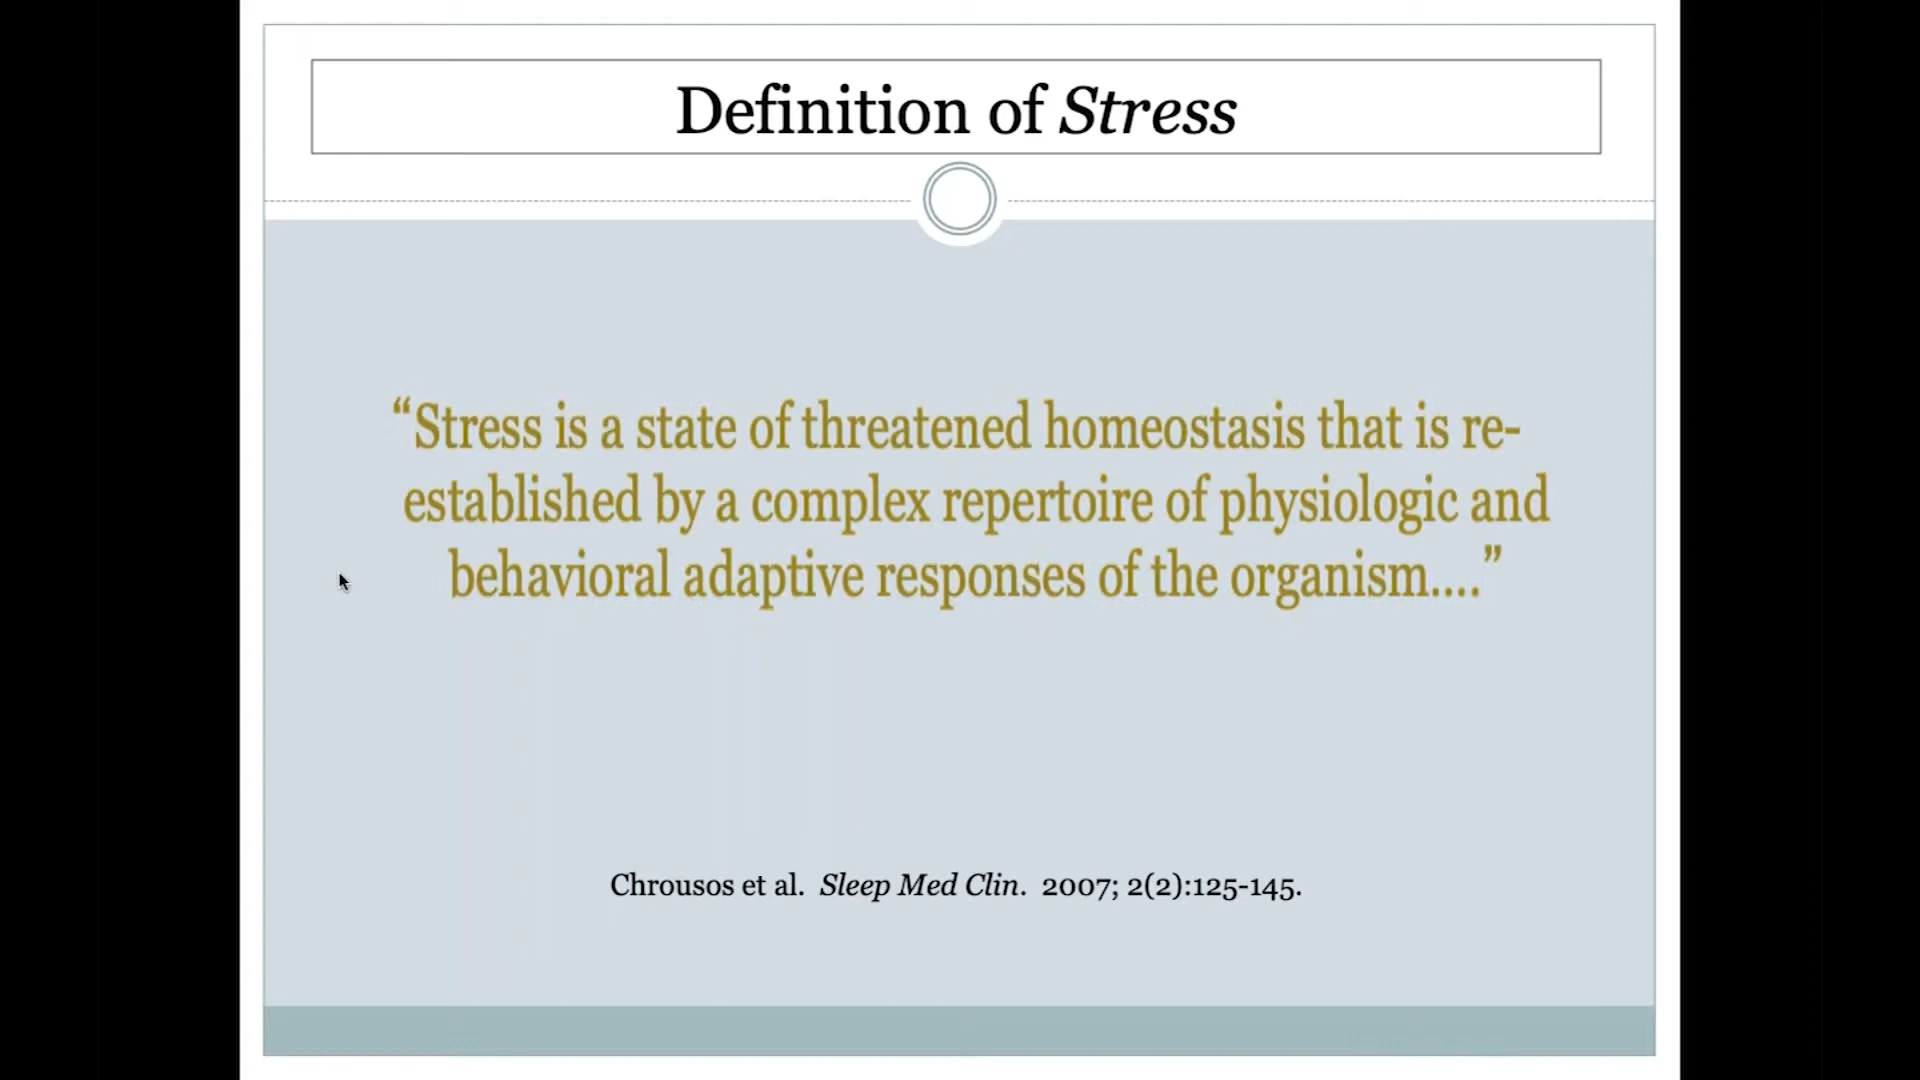 Definition of Stress
“Stress is a state of threatened homeostasis that is re-
established by a complex repertoire of physiologic and
behavioral adaptive responses of the organism....”
Chrousos et al.  Sleep Med Clin.  2007; 2(2):125-145.